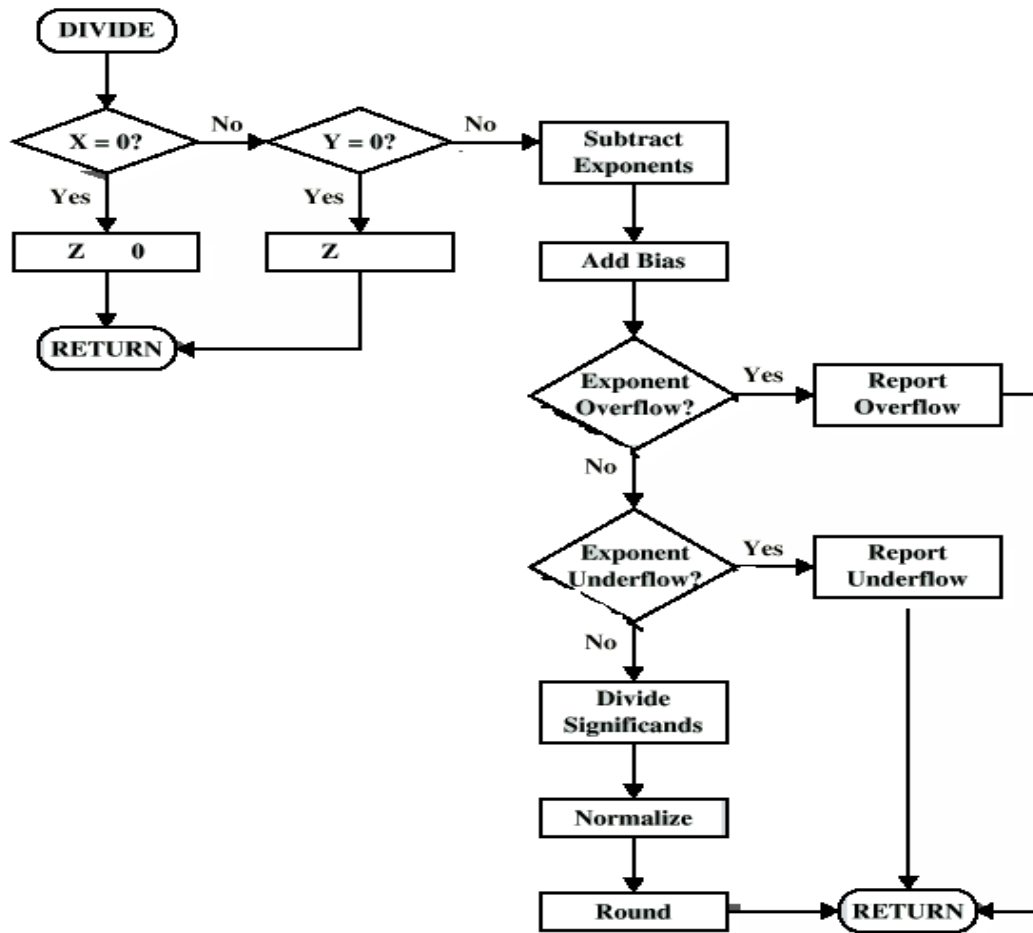 DIVIDE
X = 0?
No
Y = 0?
No
Subtract
Exponents
Yes
Yes
Z 0
Z
Add Bias
RETURN
Exponent
Overflow?
Yes
Report
Overflow
No
Exponent
Underflow?
Yes
Report
Underflow
No
Divide
Significands
Normalize
Round
RETURN